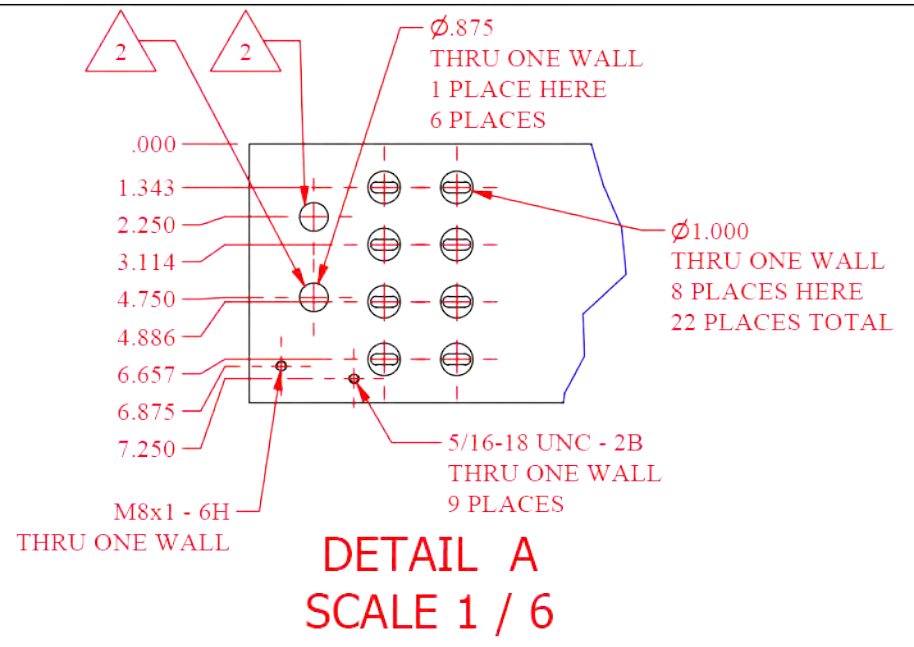 2
2
Ø.875
THRU ONE WALL
1 PLACE HERE
6 PLACES
.000
1.343
2.250
3.114
4.750
4.886
6.657
6.875
7.250
Ø1.000
THRU ONE WALL
8 PLACES HERE
22 PLACES TOTAL
5/16-18 UNC - 2B
THRU ONE WALL
9 PLACES
M8x1 - 6H
THRU ONE WALL
DETAIL A
SCALE 1 / 6